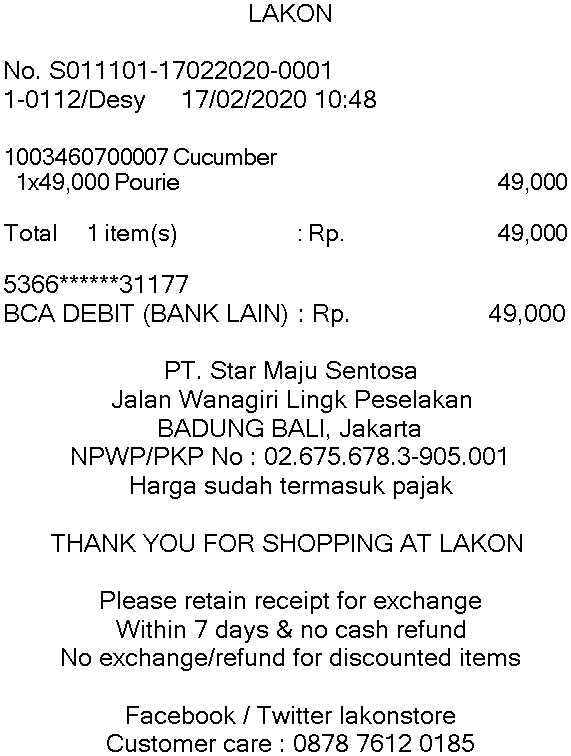 LAKON
No. S011101-17022020-0001
1-0112/Desy 17/02/2020 10:48
1003460700007 Cucumber
1x49,000 Pourie 49,000
Total 1 item(s) : Rp. 49,000
5366******31177
BCA DEBIT (BANK LAIN) : Rp. 49,000
PT. Star Maju Sentosa
Jalan Wanagiri Lingk Peselakan
BADUNG BALI, Jakarta
NPWP/PKP No : 02.675.678.3-905.001
Harga sudah termasuk pajak
THANK YOU FOR SHOPPING AT LAKON
Please retain receipt for exchange
Within 7 days & no cash refund
No exchange/refund for discounted items
Facebook / Twitter lakonstore
Customer care : 0878 7612 0185